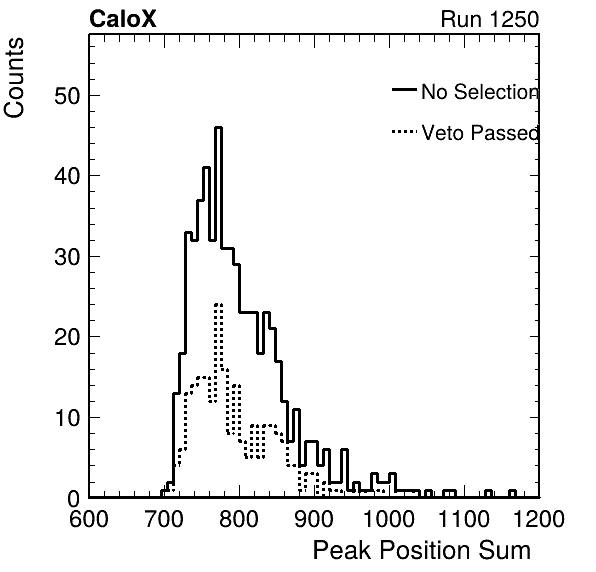 CaloX Run 1250
Counts
No Selection
Veto Passed
50
40
30
20
10
0
600 700 800 900 1000 1100 1200
Peak Position Sum